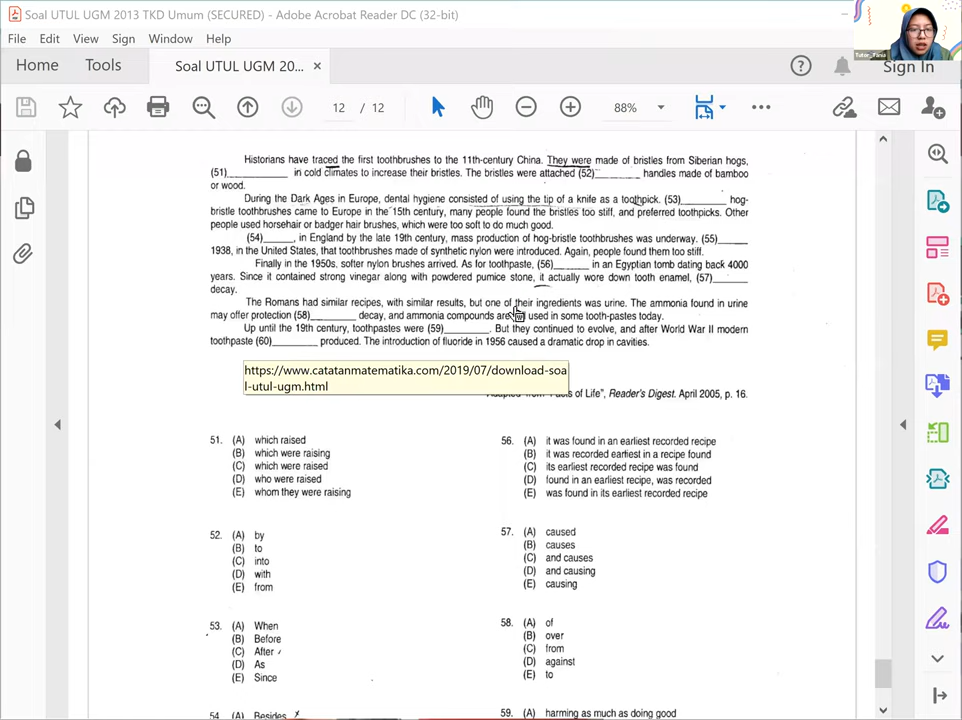 Soal UTUL UGM 2013 TKD Umum (SECURED) - Adobe Acrobat Reader DC (32-bit)
File Edit View Sign Window Help
Tutor_Tania
Home Tools Soal UTUL UGM 20... × Sign In
12 / 12 88%
Historians have traced the first toothbrushes to the 11th-century China. They were made of bristles from Siberian hogs,
(51)__________ in cold climates to increase their bristles. The bristles were attached (52)________ handles made of bamboo
or wood.
During the Dark Ages in Europe, dental hygiene consisted of using the tip of a knife as a toothpick. (53)________ hog-
bristle toothbrushes came to Europe in the 15th century, many people found the bristles too stiff, and preferred toothpicks. Other
people used horsehair or badger hair brushes, which were too soft to do much good.
(54)______, in England by the late 19th century, mass production of hog-bristle toothbrushes was underway. (55)_____
1938, in the United States, that toothbrushes made of synthetic nylon were introduced. Again, people found them too stiff.
Finally in the 1950s, softer nylon brushes arrived. As for toothpaste, (56)______ in an Egyptian tomb dating back 4000
years. Since it contained strong vinegar along with powdered pumice stone, it actually wore down tooth enamel, (57)______
decay.
The Romans had similar recipes, with similar results, but one of their ingredients was urine. The ammonia found in urine
may offer protection (58)________ decay, and ammonia compounds are used in some tooth-pastes today.
Up until the 19th century, toothpastes were (59)________. But they continued to evolve, and after World War II modern
toothpaste (60)________ produced. The introduction of fluoride in 1956 caused a dramatic drop in cavities.
https://www.catatanmatematika.com/2019/07/download-soa
l-utul-ugm.html
of Life", Reader's Digest. April 2005, p. 16.
51. (A) which raised
(B) which were raising
(C) which were raised
(D) who were raised
(E) whom they were raising
52. (A) by
(B) to
(C) into
(D) with
(E) from
53. (A) When
(B) Before
(C) After
(D) As
(E) Since
54 (A) Besides
56. (A) it was found in an earliest recorded recipe
(B) it was recorded earliest in a recipe found
(C) its earliest recorded recipe was found
(D) found in an earliest recipe, was recorded
(E) was found in its earliest recorded recipe
57. (A) caused
(B) causes
(C) and causes
(D) and causing
(E) causing
58. (A) of
(B) over
(C) from
(D) against
(E) to
59. (A) harming as much as doing good